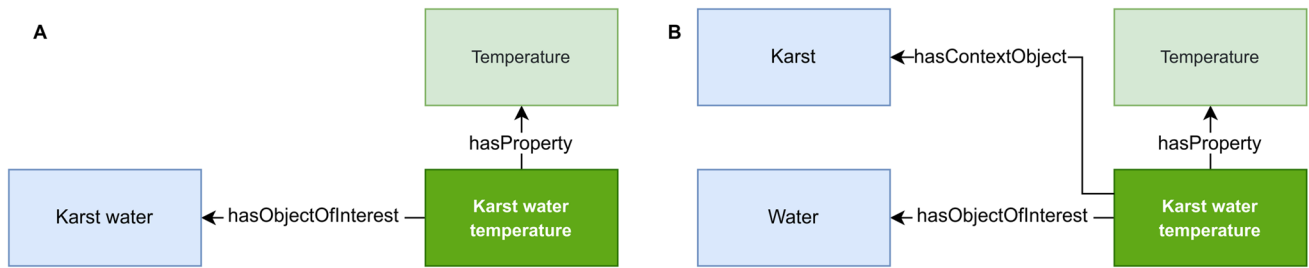 A
Temperature
hasProperty
Karst water
hasObjectOfInterest
Karst water
temperature
B
Karst
hasContextObject
Temperature
hasProperty
Water
hasObjectOfInterest
Karst water
temperature